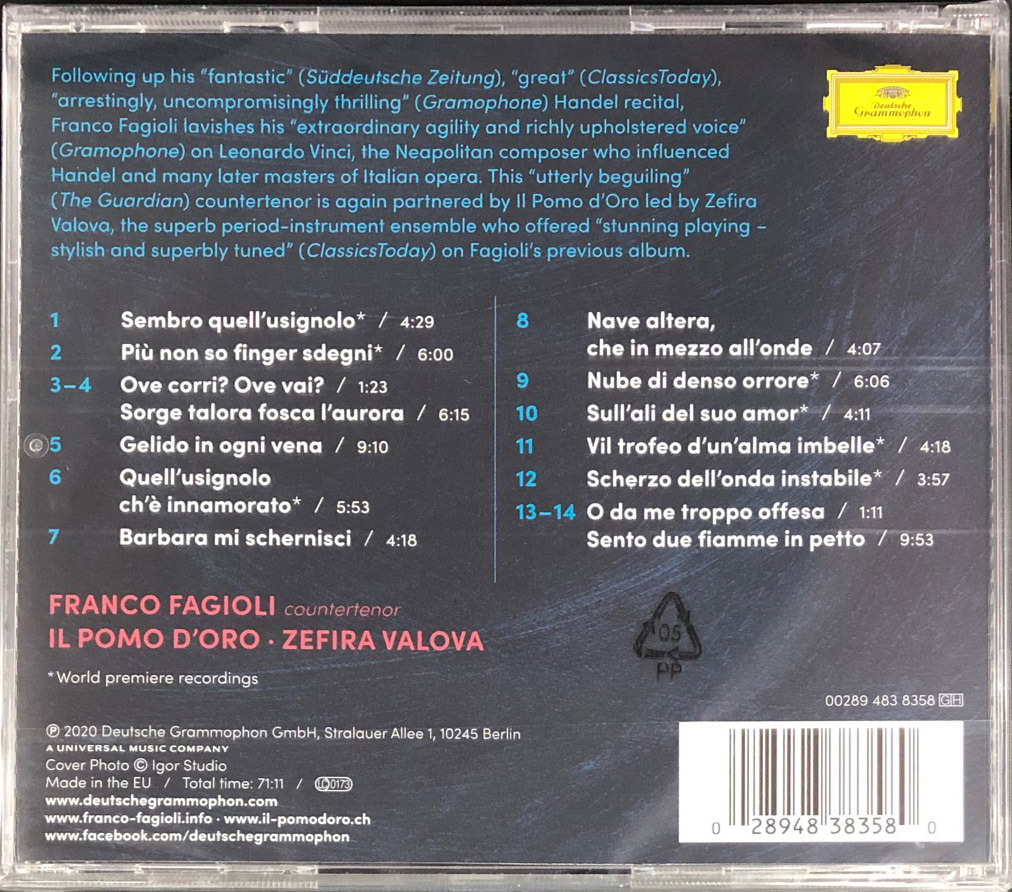 Following up his “fantastic” (Süddeutsche Zeitung), “great” (ClassicsToday),
“arrestingly, uncompromisingly thrilling” (Gramophone) Handel recital,
Franco Fagioli lavishes his “extraordinary agility and richly upholstered voice”
(Gramophone) on Leonardo Vinci, the Neapolitan composer who influenced
Handel and many later masters of Italian opera. This “utterly beguiling”
(The Guardian) countertenor is again partnered by Il Pomo d’Oro led by Zefira
Valova, the superb period-instrument ensemble who offered “stunning playing –
stylish and superbly tuned” (ClassicsToday) on Fagioli’s previous album.
Deutsche
Grammophon
1 Sembro quell’usignolo* / 4:29
2 Più non so finger sdegni* / 6:00
3–4 Ove corri? Ove vai? / 1:23
Sorge talora fosca l’aurora / 6:15
5 Gelido in ogni vena / 9:10
6 Quell’usignolo
ch’è innamorato* / 5:53
7 Barbara mi schernisci / 4:18
8 Nave altera,
che in mezzo all’onde / 4:07
9 Nube di denso orrore* / 6:06
10 Sull’ali del suo amor* / 4:11
11 Vil trofeo d’un’alma imbelle* / 4:18
12 Scherzo dell’onda instabile* / 3:57
13–14 O da me troppo offesa / 1:11
Sento due fiamme in petto / 9:53
FRANCO FAGIOLI countertenor
IL POMO D’ORO · ZEFIRA VALOVA
*World premiere recordings
05
PP
00289 483 8358 GH
℗ 2020 Deutsche Grammophon GmbH, Stralauer Allee 1, 10245 Berlin
A UNIVERSAL MUSIC COMPANY
Cover Photo © Igor Studio
Made in the EU / Total time: 71:11 / LC 0173
www.deutschegrammophon.com
www.franco-fagioli.info · www.il-pomodoro.ch
www.facebook.com/deutschegrammophon
0 28948 38358 0